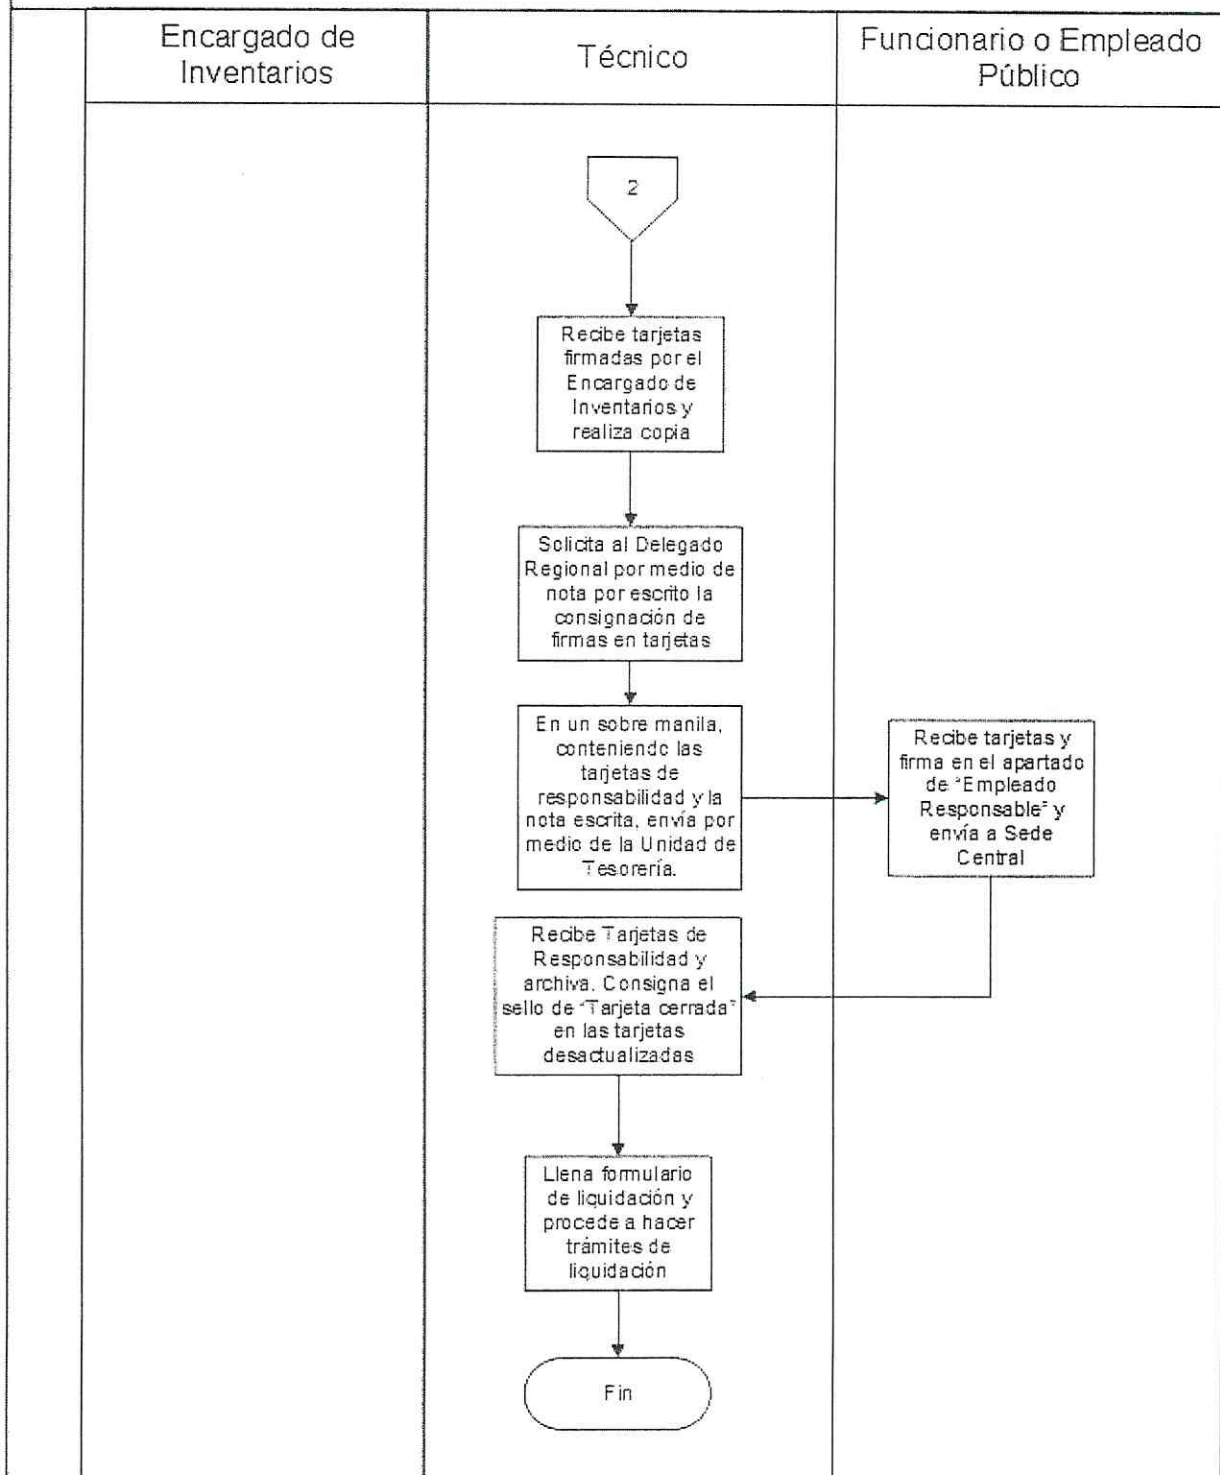 Encargado de
Inventarios
Técnico
Funcionario o Empleado
Público
2
Recibe tarjetas
firmadas por el
Encargado de
Inventarios y
realiza copia
Solicita al Delegado
Regional por medio de
nota por escrito la
consignación de
firmas en tarjetas
En un sobre manila,
conteniendo las
tarjetas de
responsabilidad y la
nota escrita, envía por
medio de la Unidad de
Tesorería.
Recibe tarjetas y
firma en el apartado
de "Empleado
Responsable" y
envía a Sede
Central
Recibe Tarjetas de
Responsabilidad y
archiva. Consigna el
sello de "Tarjeta cerrada"
en las tarjetas
desactualizadas
Llena formulario
de liquidación y
procede a hacer
trámites de
liquidación
Fin